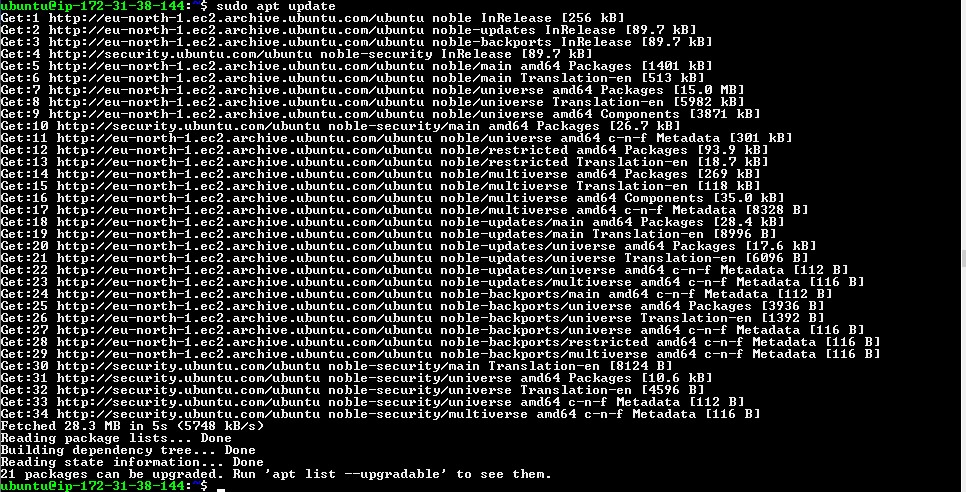 ubuntu@ip-172-31-38-144:~$ sudo apt update
Get:1 http://eu-north-1.ec2.archive.ubuntu.com/ubuntu noble InRelease [256 kB]
Get:2 http://eu-north-1.ec2.archive.ubuntu.com/ubuntu noble-updates InRelease [89.7 kB]
Get:3 http://eu-north-1.ec2.archive.ubuntu.com/ubuntu noble-backports InRelease [89.7 kB]
Get:4 http://security.ubuntu.com/ubuntu noble-security InRelease [89.7 kB]
Get:5 http://eu-north-1.ec2.archive.ubuntu.com/ubuntu noble/main amd64 Packages [1401 kB]
Get:6 http://eu-north-1.ec2.archive.ubuntu.com/ubuntu noble/main Translation-en [513 kB]
Get:7 http://eu-north-1.ec2.archive.ubuntu.com/ubuntu noble/universe amd64 Packages [15.0 MB]
Get:8 http://eu-north-1.ec2.archive.ubuntu.com/ubuntu noble/universe Translation-en [5982 kB]
Get:9 http://eu-north-1.ec2.archive.ubuntu.com/ubuntu noble/universe amd64 Components [3871 kB]
Get:10 http://security.ubuntu.com/ubuntu noble-security/main amd64 Packages [26.7 kB]
Get:11 http://eu-north-1.ec2.archive.ubuntu.com/ubuntu noble/universe amd64 c-n-f Metadata [301 kB]
Get:12 http://eu-north-1.ec2.archive.ubuntu.com/ubuntu noble/restricted amd64 Packages [93.9 kB]
Get:13 http://eu-north-1.ec2.archive.ubuntu.com/ubuntu noble/restricted Translation-en [18.7 kB]
Get:14 http://eu-north-1.ec2.archive.ubuntu.com/ubuntu noble/multiverse amd64 Packages [269 kB]
Get:15 http://eu-north-1.ec2.archive.ubuntu.com/ubuntu noble/multiverse Translation-en [118 kB]
Get:16 http://eu-north-1.ec2.archive.ubuntu.com/ubuntu noble/multiverse amd64 Components [35.0 kB]
Get:17 http://eu-north-1.ec2.archive.ubuntu.com/ubuntu noble/multiverse amd64 c-n-f Metadata [8328 B]
Get:18 http://eu-north-1.ec2.archive.ubuntu.com/ubuntu noble-updates/main amd64 Packages [28.4 kB]
Get:19 http://eu-north-1.ec2.archive.ubuntu.com/ubuntu noble-updates/main Translation-en [8996 B]
Get:20 http://eu-north-1.ec2.archive.ubuntu.com/ubuntu noble-updates/universe amd64 Packages [17.6 kB]
Get:21 http://eu-north-1.ec2.archive.ubuntu.com/ubuntu noble-updates/universe Translation-en [6096 B]
Get:22 http://eu-north-1.ec2.archive.ubuntu.com/ubuntu noble-updates/universe amd64 c-n-f Metadata [112 B]
Get:23 http://eu-north-1.ec2.archive.ubuntu.com/ubuntu noble-updates/multiverse amd64 c-n-f Metadata [116 B]
Get:24 http://eu-north-1.ec2.archive.ubuntu.com/ubuntu noble-backports/main amd64 c-n-f Metadata [112 B]
Get:25 http://eu-north-1.ec2.archive.ubuntu.com/ubuntu noble-backports/universe amd64 Packages [3936 B]
Get:26 http://eu-north-1.ec2.archive.ubuntu.com/ubuntu noble-backports/universe Translation-en [1392 B]
Get:27 http://eu-north-1.ec2.archive.ubuntu.com/ubuntu noble-backports/universe amd64 c-n-f Metadata [116 B]
Get:28 http://eu-north-1.ec2.archive.ubuntu.com/ubuntu noble-backports/restricted amd64 c-n-f Metadata [116 B]
Get:29 http://eu-north-1.ec2.archive.ubuntu.com/ubuntu noble-backports/multiverse amd64 c-n-f Metadata [116 B]
Get:30 http://security.ubuntu.com/ubuntu noble-security/main Translation-en [8124 B]
Get:31 http://security.ubuntu.com/ubuntu noble-security/universe amd64 Packages [10.6 kB]
Get:32 http://security.ubuntu.com/ubuntu noble-security/universe Translation-en [4596 B]
Get:33 http://security.ubuntu.com/ubuntu noble-security/universe amd64 c-n-f Metadata [112 B]
Get:34 http://security.ubuntu.com/ubuntu noble-security/multiverse amd64 c-n-f Metadata [116 B]
Fetched 28.3 MB in 5s (5748 kB/s)
Reading package lists... Done
Building dependency tree... Done
Reading state information... Done
21 packages can be upgraded. Run 'apt list --upgradable' to see them.
ubuntu@ip-172-31-38-144:~$